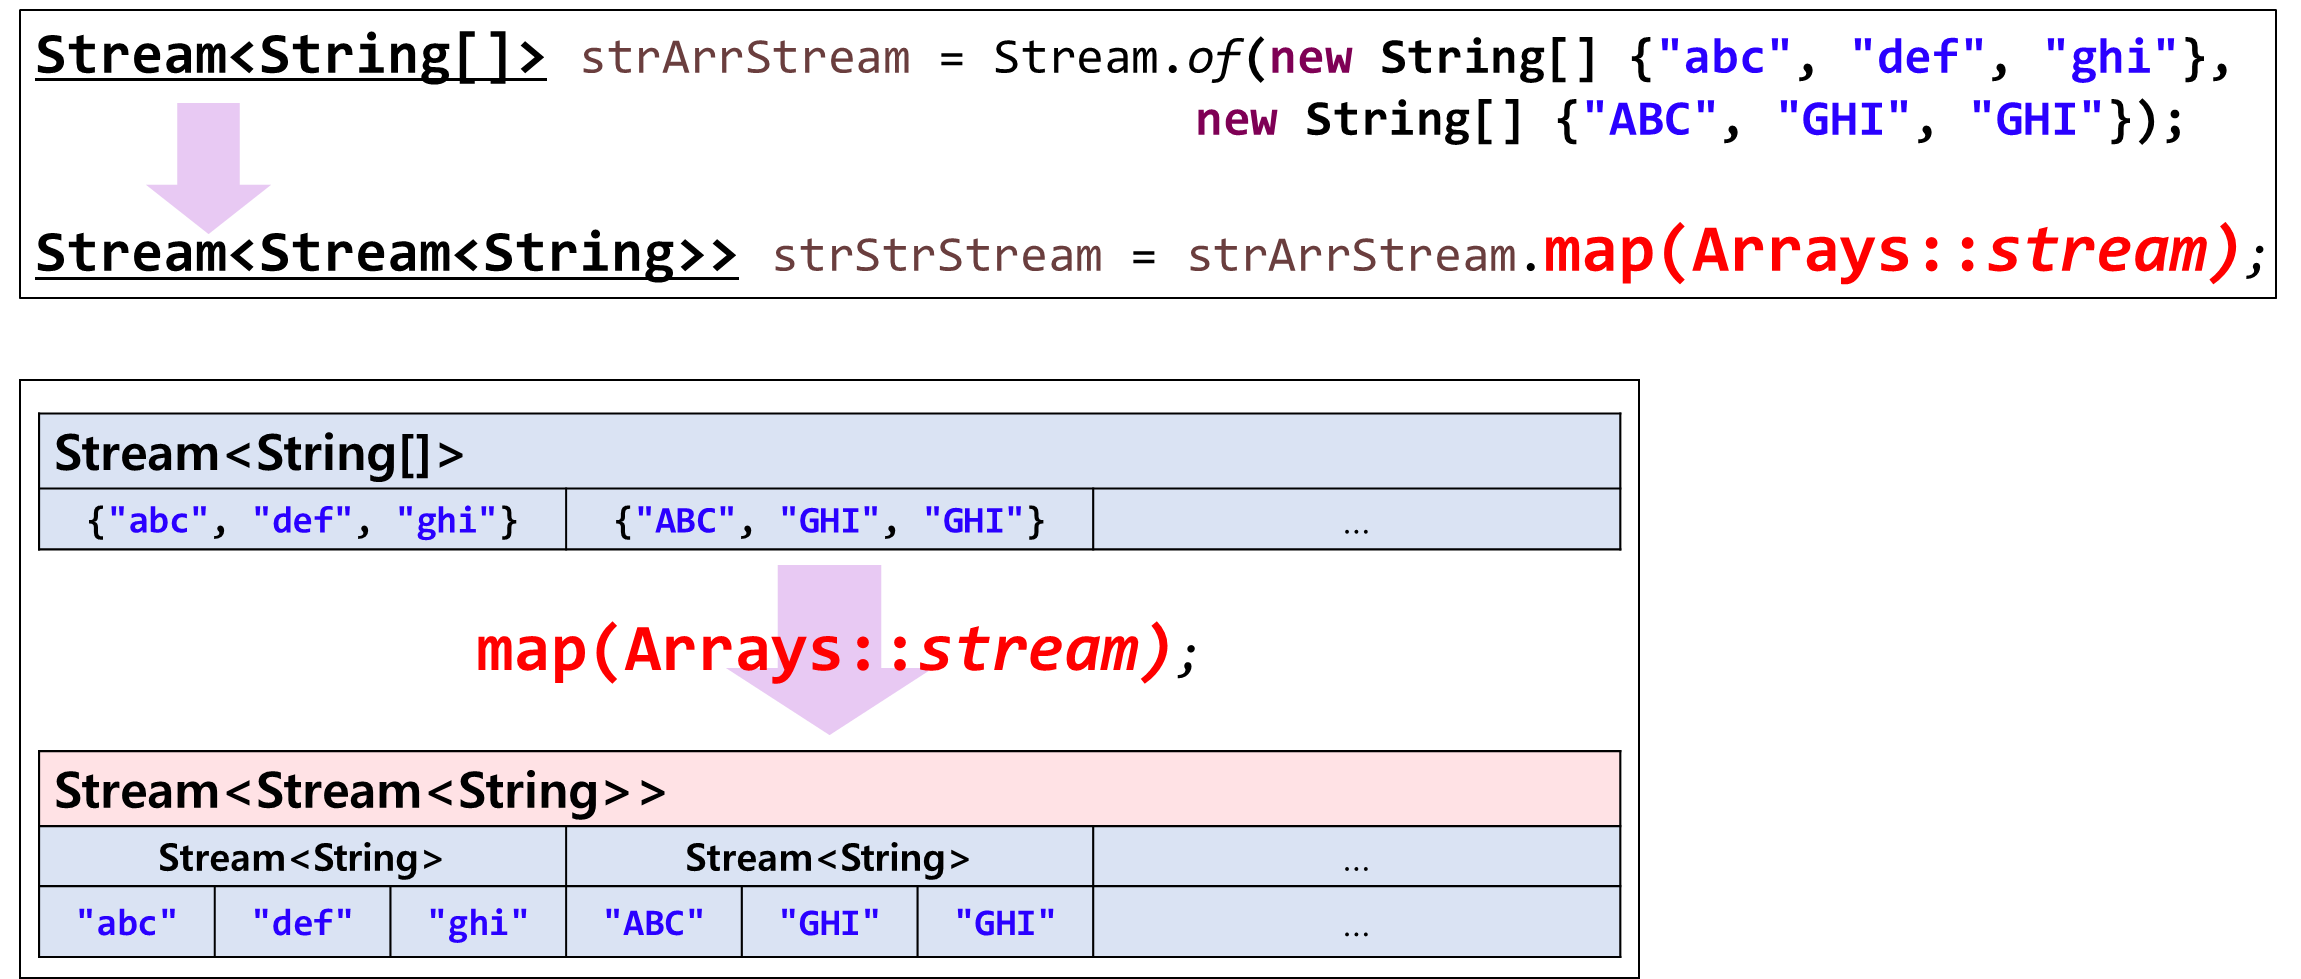 Stream<String[]> strArrStream = Stream.of(new String[] {"abc", "def", "ghi"},
new String[] {"ABC", "GHI", "GHI"});
Stream<Stream<String>> strStrStream = strArrStream.map(Arrays::stream);
Stream<String[]>
{"abc", "def", "ghi"} {"ABC", "GHI", "GHI"} ...
map(Arrays::stream);
Stream<Stream<String>>
Stream<String> Stream<String> ...
"abc" "def" "ghi" "ABC" "GHI" "GHI" ...